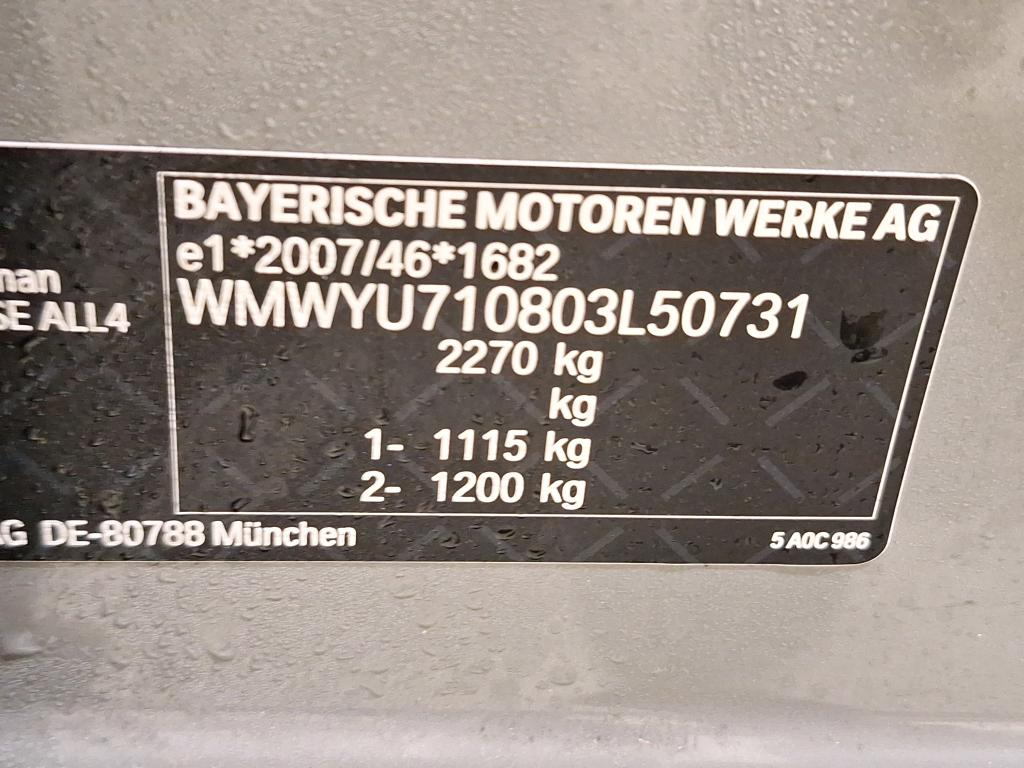 BAYERISCHE MOTOREN WERKE AG
e1*2007/46*1682
man
SE ALL4
WMWYU710803L50731
2270 kg
kg
1- 1115 kg
2- 1200 kg
AG DE-80788 München
5 A0C 986